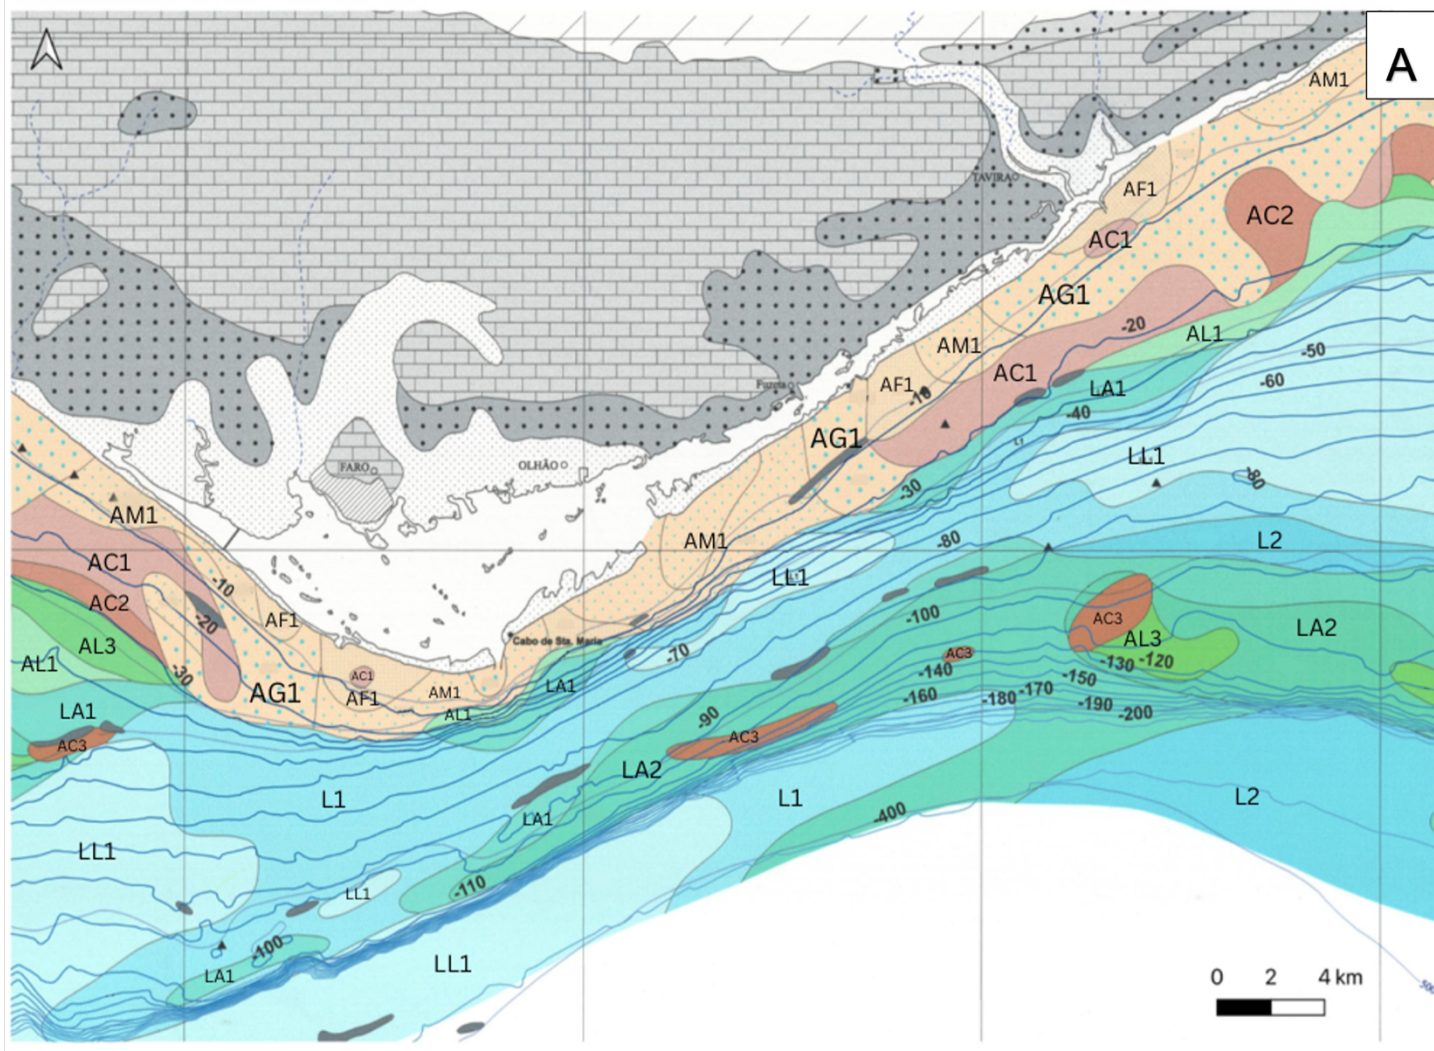 A
AM1
TAVIRA
AF1
AC2
AC1
AG1
-20
AL1
AM1
-50
AC1
-60
Fuzeta
AF1
LA1
-10
-40
AG1
LL1
FARO
OLHÃO
-80
-30
AM1
AM1
-80
L2
AC1
LL1
-10
AC2
-100
AF1
AC3
-20
LA2
AL3
Cabo de Sta. Maria
AL3
AL1
-70
AC3
-130
-120
-30
-140
-150
AC1
LA1
-170
AG1
AF1
AM1
-160
-180
-190
LA1
AL1
-90
-200
AC3
AC3
LA2
L1
L1
L2
LA1
-400
LL1
-110
LL1
-100
LL1
LA1
0 2 4 km